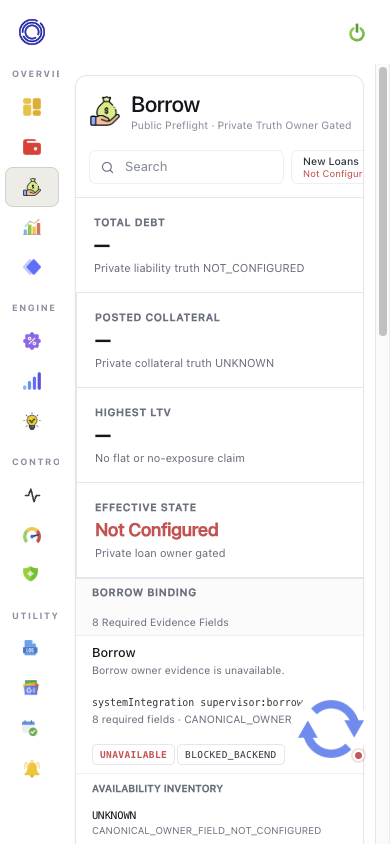 OVERVIE
Borrow
Public Preflight · Private Truth Owner Gated
Search
New Loans
Not Configur
TOTAL DEBT
—
Private liability truth NOT_CONFIGURED
ENGINE
POSTED COLLATERAL
—
Private collateral truth UNKNOWN
HIGHEST LTV
—
No flat or no-exposure claim
CONTRO
EFFECTIVE STATE
Not Configured
Private loan owner gated
BORROW BINDING
UTILITY
8 Required Evidence Fields
Borrow
Borrow owner evidence is unavailable.
systemIntegration supervisor:borrow
8 required fields · CANONICAL_OWNER
UNAVAILABLE BLOCKED_BACKEND
AVAILABILITY INVENTORY
UNKNOWN
CANONICAL_OWNER_FIELD_NOT_CONFIGURED